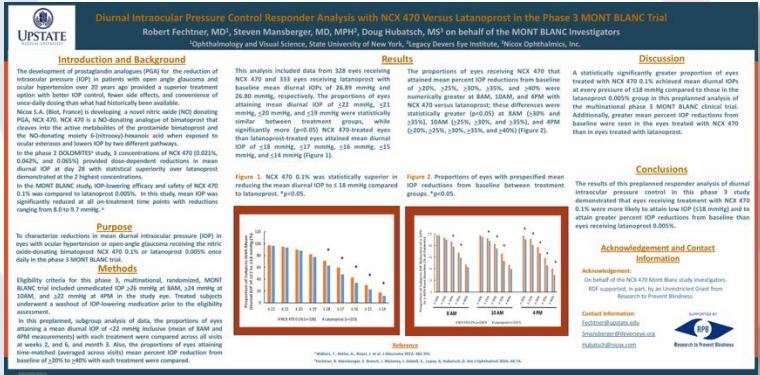 Diurnal Intraocular Pressure Control Responder Analysis with NCX 470 Versus Latanoprost in the Phase 3 MONT BLANC Trial
Robert Fechtner, MD¹, Steven Mansberger, MD, MPH², Doug Hubatsch, MS³ on behalf of the MONT BLANC Investigators
¹Ophthalmology and Visual Science, State University of New York, ²Legacy Devers Eye Institute, ³Nicox Ophthalmics, Inc.
UPSTATE
MEDICAL UNIVERSITY
Introduction and Background
The development of prostaglandin analogues (PGA) for the reduction of
intraocular pressure (IOP) in patients with open angle glaucoma and
ocular hypertension over 20 years ago provided a superior treatment
option with better IOP control, fewer side effects, and convenience of
once-daily dosing than what had historically been available.
Nicox S.A. (Biot, France) is developing a novel nitric oxide (NO) donating
PGA, NCX 470. NCX 470 is a NO-donating analogue of bimatoprost that
cleaves into the active metabolites of the prostamide bimatoprost and
the NO-donating moiety 6-(nitrooxy)-hexanoic acid when exposed to
ocular esterases and lowers IOP by two different pathways.
In the phase 2 DOLOMITES study, 3 concentrations of NCX 470 (0.021%,
0.042%, and 0.065%) provided dose-dependent reductions in mean
diurnal IOP at day 28 with statistical superiority over latanoprost
demonstrated at the 2 highest concentrations.
In the MONT BLANC study, IOP-lowering efficacy and safety of NCX 470
0.1% was compared to latanoprost 0.005%. In this study, mean IOP was
significantly reduced at all on-treatment time points with reductions
ranging from 8.0 to 9.7 mmHg.
Purpose
To characterize reductions in mean diurnal intraocular pressure (IOP) in
eyes with ocular hypertension or open-angle glaucoma receiving the nitric
oxide-donating bimatoprost NCX 470 0.1% or latanoprost 0.005% once
daily in the phase 3 MONT BLANC trial.
Methods
Eligibility criteria for this phase 3, multinational, randomized, MONT
BLANC trial included unmedicated IOP ≥26 mmHg at 8AM, ≥24 mmHg at
10AM, and ≥22 mmHg at 4PM in the study eye. Treated subjects
underwent a washout of IOP-lowering medication prior to the eligibility
assessment.
In this preplanned, subgroup analysis of data, the proportions of eyes
attaining a mean diurnal IOP of <22 mmHg inclusive (mean of 8AM and
4PM measurements) with each treatment were compared across all visits
at weeks 2, and 6, and month 3. Also, the proportions of eyes attaining
time-matched (averaged across visits) mean percent IOP reduction from
baseline of ≥20% to ≥40% with each treatment were compared.
Results
This analysis included data from 328 eyes receiving
NCX 470 and 333 eyes receiving latanoprost with
baseline mean diurnal IOPs of 26.89 mmHg and
26.80 mmHg, respectively. The proportions of eyes
attaining mean diurnal IOP of ≤22 mmHg, ≤21
mmHg, ≤20 mmHg, and ≤19 mmHg were statistically
similar between treatment groups, while
significantly more (p<0.05) NCX 470-treated eyes
than latanoprost-treated eyes attained mean diurnal
IOP of ≤18 mmHg, ≤17 mmHg, ≤16 mmHg, ≤15
mmHg, and ≤14 mmHg (Figure 1).
Figure 1. NCX 470 0.1% was statistically superior in
reducing the mean diurnal IOP to ≤ 18 mmHg compared
to latanoprost. *p<0.05.
The proportions of eyes receiving NCX 470 that
attained mean percent IOP reductions from baseline
of ≥20%, ≥25%, ≥30%, ≥35%, and ≥40% were
numerically greater at 8AM, 10AM, and 4PM with
NCX 470 versus latanoprost; these differences were
statistically greater (p<0.05) at 8AM (≥30% and
≥35%), 10AM (≥25%, ≥30%, and ≥35%), and 4PM
(≥20%, ≥25%, ≥30%, ≥35%, and ≥40%) (Figure 2).
Figure 2. Proportions of eyes with prespecified mean
IOP reductions from baseline between treatment
groups. *p<0.05.
120
100
80
60
40
20
0
≤ 22 ≤ 21 ≤ 20 ≤ 19 ≤ 18 ≤ 17 ≤ 16 ≤ 15 ≤ 14
8 AM 10 AM 4 PM
Reference
Discussion
A statistically significantly greater proportion of eyes
treated with NCX 470 0.1% achieved mean diurnal IOPs
at every pressure of ≤18 mmHg compared to those in the
latanoprost 0.005% group in this preplanned analysis of
the multinational phase 3 MONT BLANC clinical trial.
Additionally, greater mean percent IOP reductions from
baseline were seen in the eyes treated with NCX 470
than in eyes treated with latanoprost.
Conclusions
The results of this preplanned responder analysis of diurnal
intraocular pressure control in this phase 3 study
demonstrated that eyes receiving treatment with NCX 470
0.1% were more likely to attain low IOP (≤18 mmHg) and to
attain greater percent IOP reductions from baseline than
eyes receiving latanoprost 0.005%.
Acknowledgement and Contact
Information
Acknowledgement:
On behalf of the NCX 470 Mont Blanc study investigators.
RDF supported, in part, by an Unrestricted Grant from
Research to Prevent Blindness.
Contact Information:
Fechtner@upstate.edu
Smansberger@deverseye.org
Hubatsch@nicox.com
SUPPORTED BY
RPB
Research to Prevent Blindness